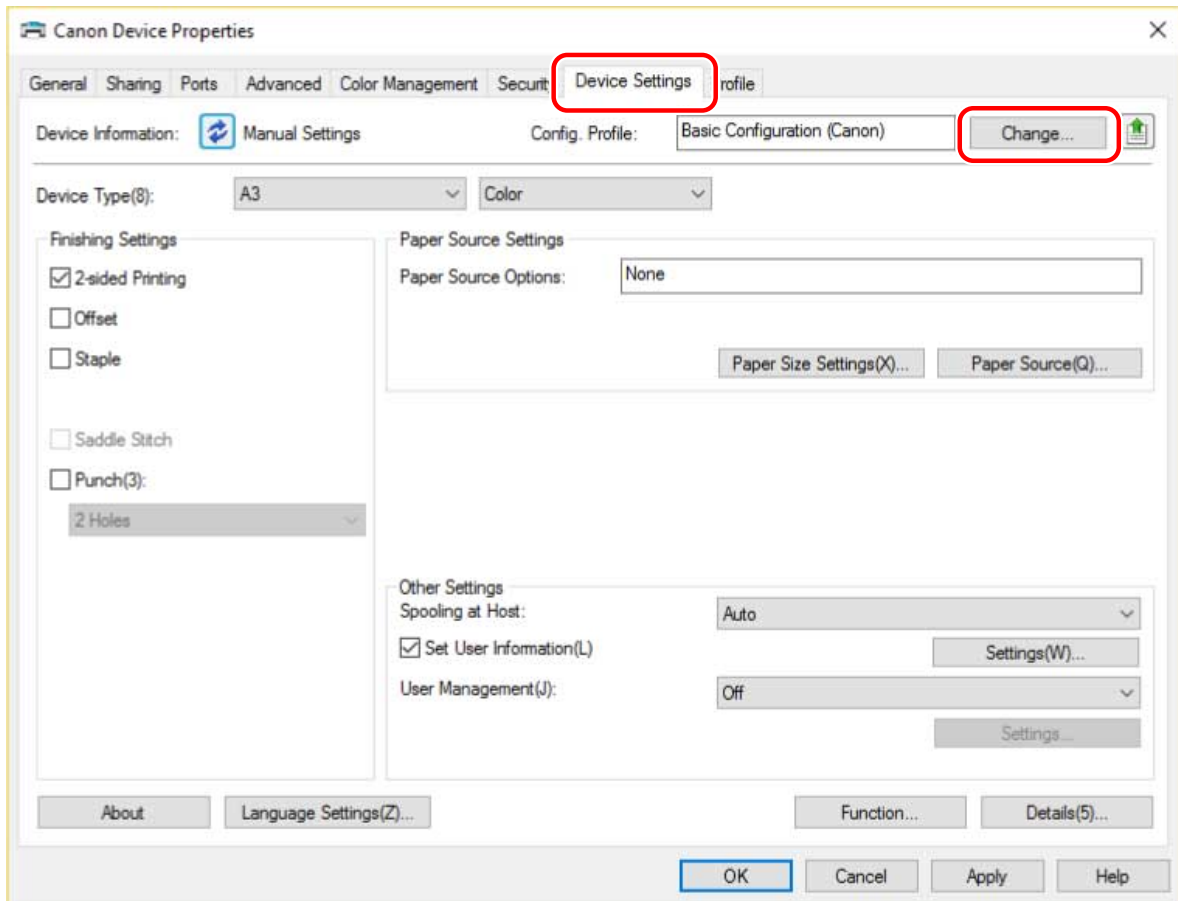 Canon Device Properties
General Sharing Ports Advanced Color Management Securit Device Settings rofile
Device Information: Manual Settings Config. Profile: Basic Configuration (Canon) Change...
Device Type(8): A3 Color
Finishing Settings
2-sided Printing
Offset
Staple
Saddle Stitch
Punch(3):
2 Holes
Paper Source Settings
Paper Source Options: None
Paper Size Settings(X)... Paper Source(Q)...
Other Settings
Spooling at Host: Auto
Set User Information(L) Settings(W)...
User Management(J): Off
Settings...
About Language Settings(Z)... Function... Details(5)...
OK Cancel Apply Help